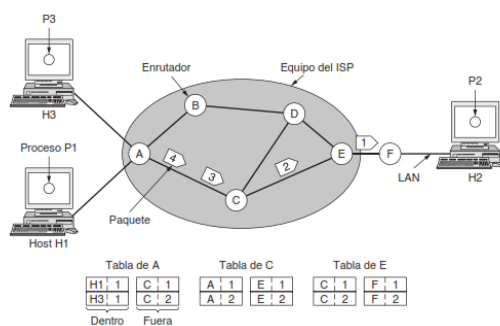 P3
Enrutador
Equipo del ISP
P2
B
D
H3
1
Proceso P1
A
E
F
4
3
2
LAN
H2
C
Paquete
Host H1
Tabla de A
Tabla de C
Tabla de E
H1 1 C 1 A 1 E 1 C 1 F 1
H3 1 C 2 A 2 E 2 C 2 F 2
Dentro Fuera